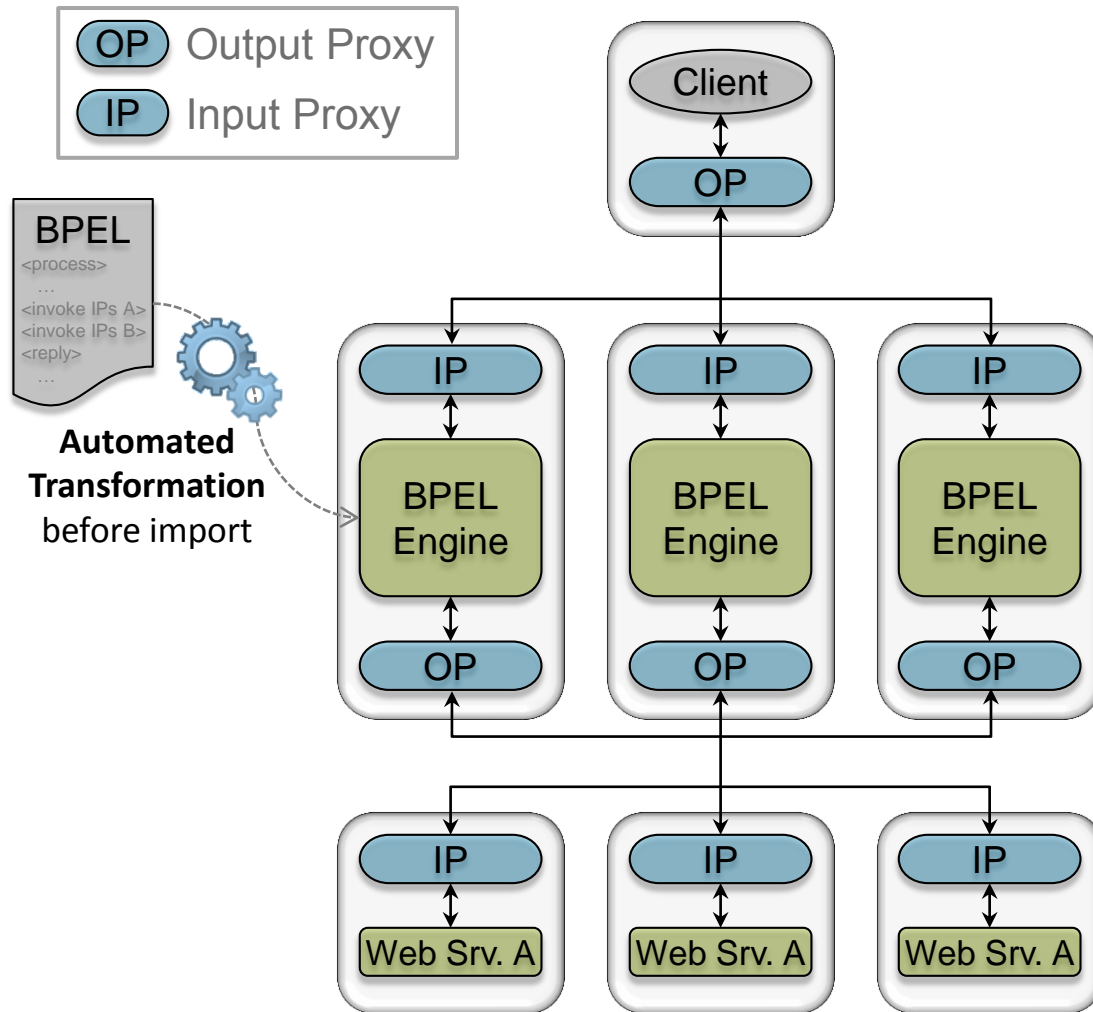 OP Output Proxy
IP Input Proxy
Client
OP
BPEL
<process>
...
<invoke IPs A>
<invoke IPs B>
<reply>
...
Automated
Transformation
before import
IP IP IP
BPEL
Engine
BPEL
Engine
BPEL
Engine
OP OP OP
IP IP IP
Web Srv. A Web Srv. A Web Srv. A